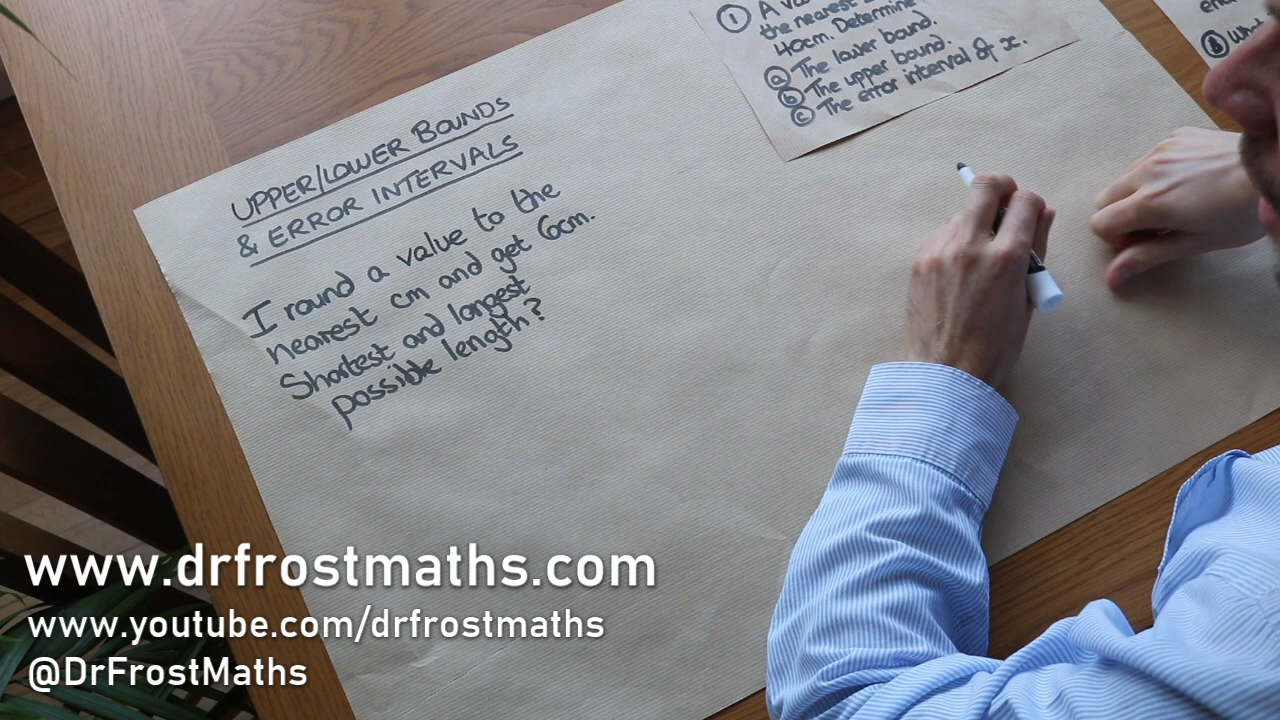 UPPER/LOWER BOUNDS
& ERROR INTERVALS
I round a value to the
nearest cm and get 6cm.
Shortest and longest
possible length?
① A
the nearest
40cm. Determine
ⓐ The lower bound.
ⓑ The upper bound.
ⓒ The error interval of x.
www.drfrostmaths.com
www.youtube.com/drfrostmaths
@DrFrostMaths